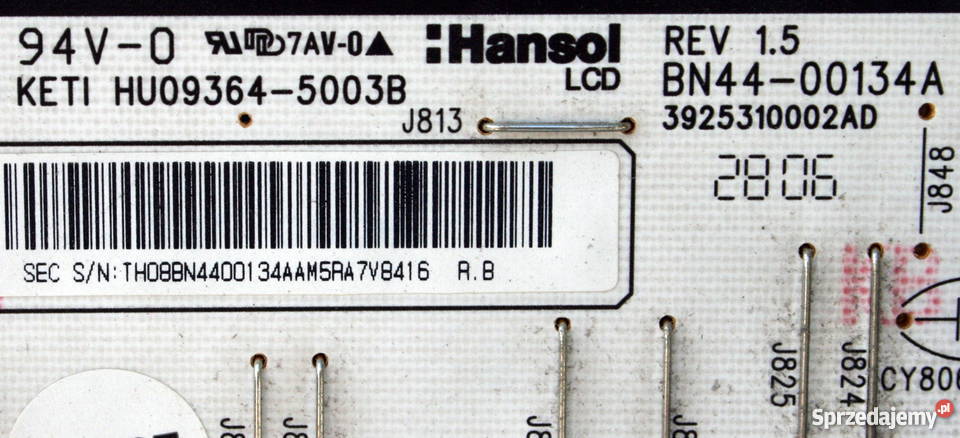 94V-0 7AV-0▲ Hansol LCD
KETI HU09364-5003B
REV 1.5
BN44-00134A
3925310002AD
J813
2806
J848
SEC S/N:TH08BN4400134AAM5RA7V8416 R.B
J825
J824
CY806
Sprzedajemy.pl